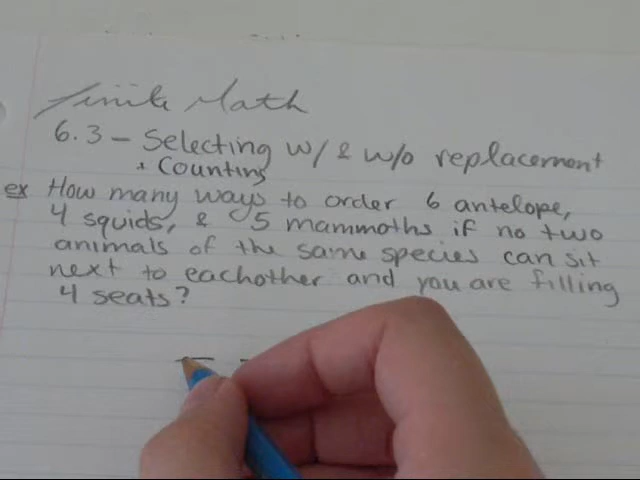 Finite Math
6.3 - Selecting w/ & w/o replacement
+ Counting
ex How many ways to order 6 antelope,
4 squids, & 5 mammoths if no two
animals of the same species can sit
next to eachother and you are filling
4 seats?